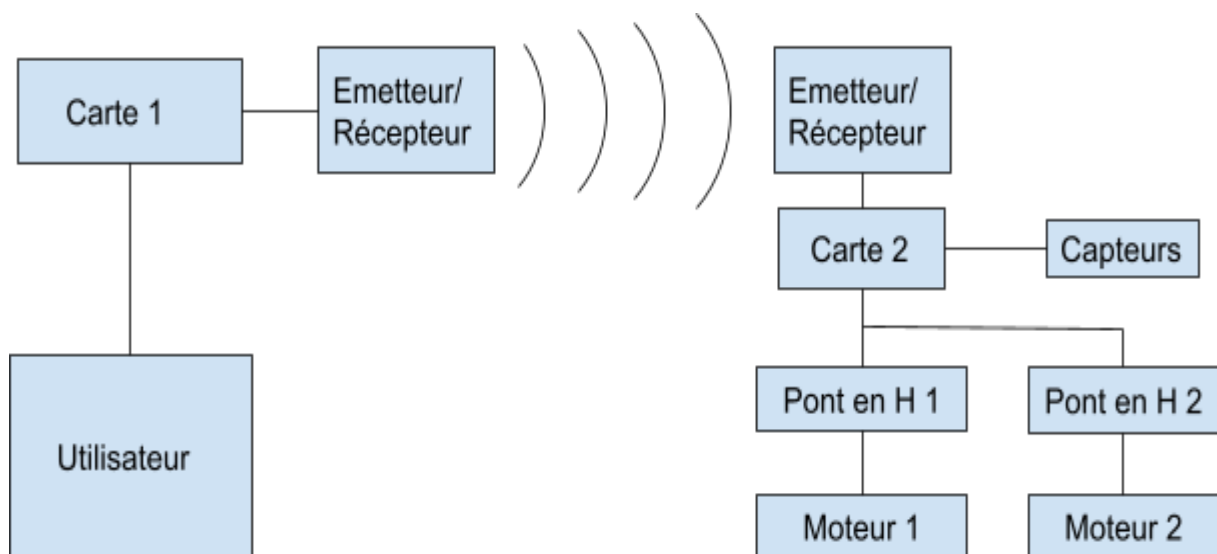 Carte 1
Emetteur/
Récepteur
Emetteur/
Récepteur
Carte 2
Capteurs
Utilisateur
Pont en H 1
Pont en H 2
Moteur 1
Moteur 2